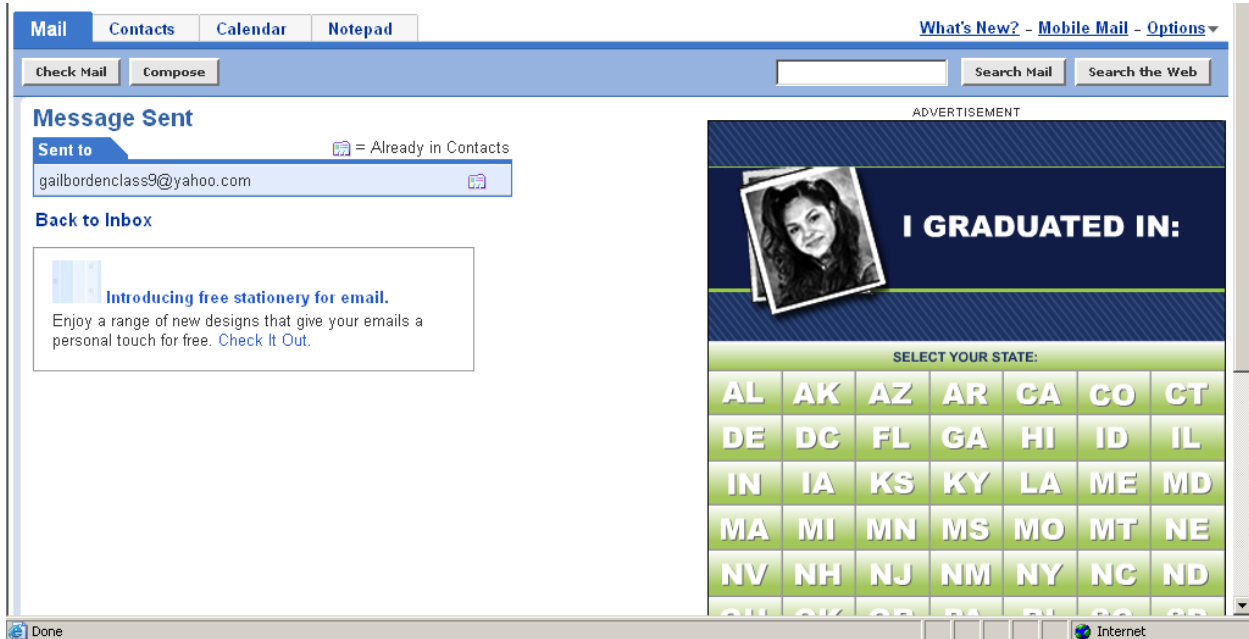 Mail Contacts Calendar Notepad What's New? - Mobile Mail - Options
Check Mail Compose Search Mail Search the Web
Message Sent
Sent to = Already in Contacts
gailbordenclass9@yahoo.com
Back to Inbox
Introducing free stationery for email.
Enjoy a range of new designs that give your emails a
personal touch for free. Check It Out.
ADVERTISEMENT
I GRADUATED IN:
SELECT YOUR STATE:
AL AK AZ AR CA CO CT
DE DC FL GA HI ID IL
IN IA KS KY LA ME MD
MA MI MN MS MO MT NE
NV NH NJ NM NY NC ND
Done Internet